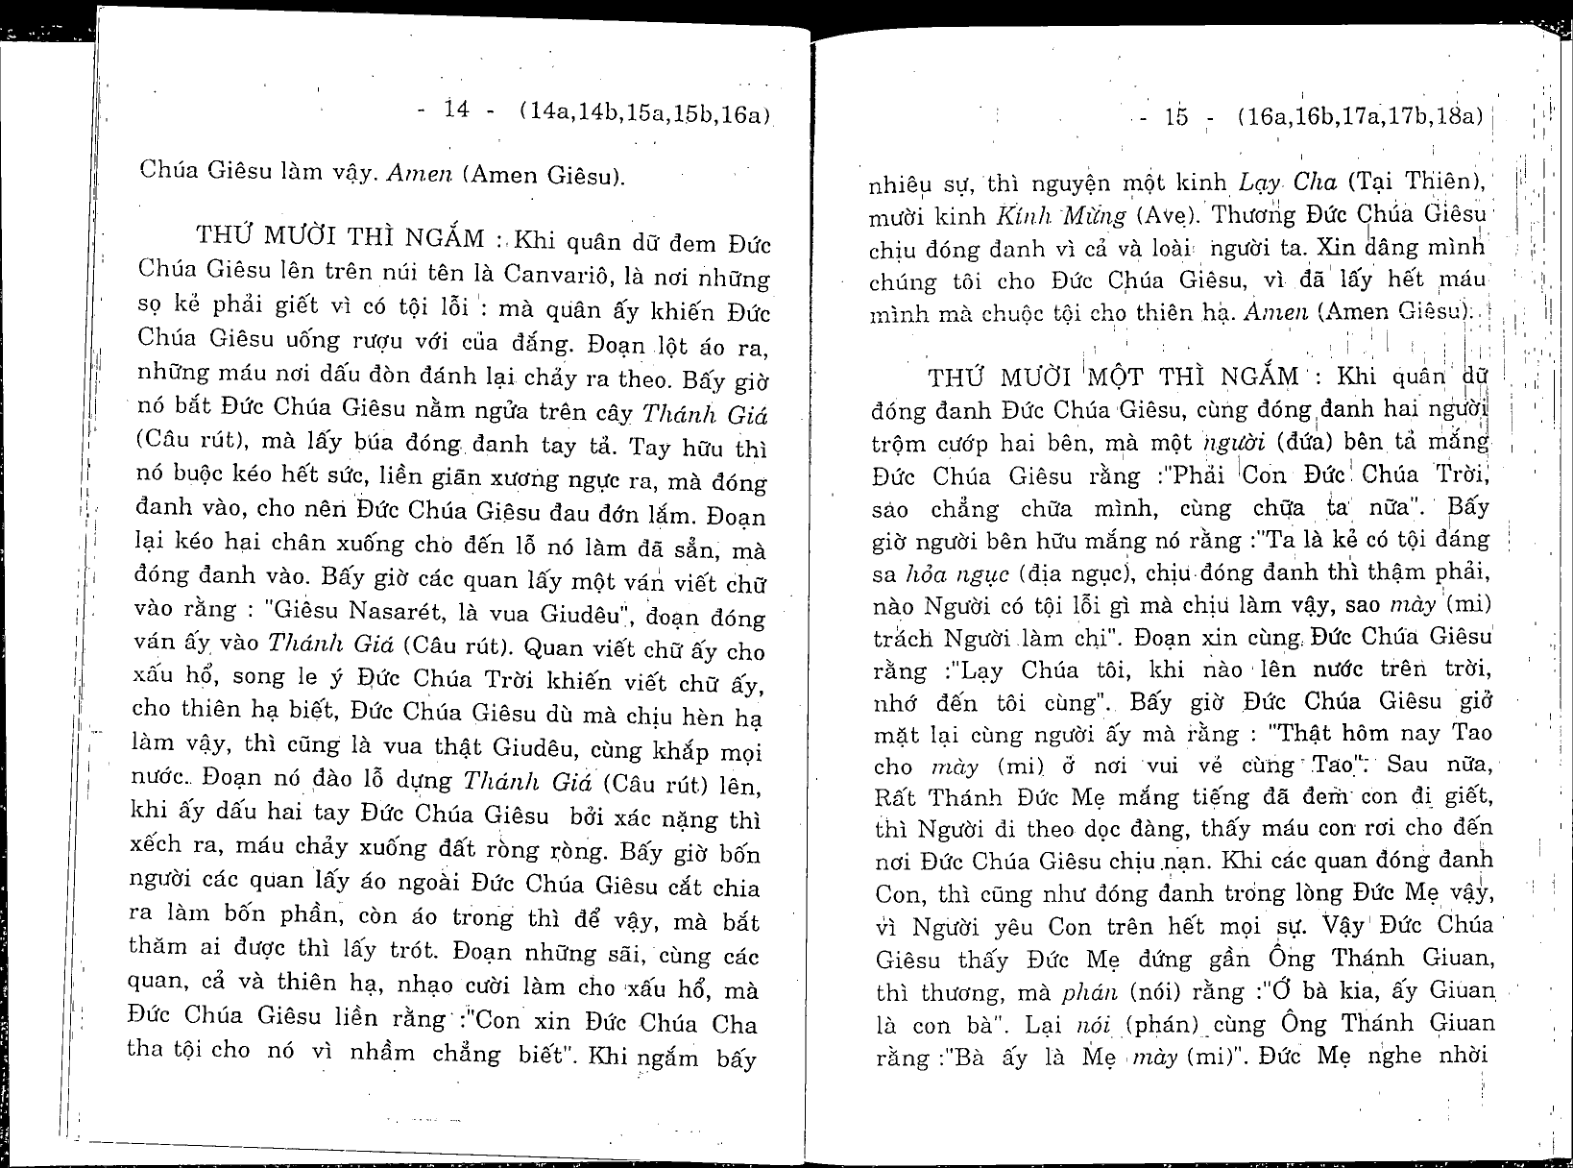 - 14 - (14a,14b,15a,15b,16a)
Chúa Giêsu làm vậy. Amen (Amen Giêsu).
THỨ MƯỜI THÌ NGẮM : Khi quân dữ đem Đức
Chúa Giêsu lên trên núi tên là Canvariô, là nơi những
sọ kẻ phải giết vì có tội lỗi : mà quân ấy khiến Đức
Chúa Giêsu uống rượu với của đắng. Đoạn lột áo ra,
những máu nơi dấu đòn đánh lại chảy ra theo. Bấy giờ
nó bắt Đức Chúa Giêsu nằm ngửa trên cây Thánh Giá
(Câu rút), mà lấy búa đóng đanh tay tả. Tay hữu thì
nó buộc kéo hết sức, liền giãn xương ngực ra, mà đóng
đanh vào, cho nên Đức Chúa Giêsu đau đớn lắm. Đoạn
lại kéo hai chân xuống cho đến lỗ nó làm đã sẳn, mà
đóng đanh vào. Bấy giờ các quan lấy một ván viết chữ
vào rằng : "Giêsu Nasarét, là vua Giudêu", đoạn đóng
ván ấy vào Thánh Giá (Câu rút). Quan viết chữ ấy cho
xấu hổ, song le ý Đức Chúa Trời khiến viết chữ ấy,
cho thiên hạ biết, Đức Chúa Giêsu dù mà chịu hèn hạ
làm vậy, thì cũng là vua thật Giudêu, cùng khắp mọi
nước. Đoạn nó đào lỗ dựng Thánh Giá (Câu rút) lên,
khi ấy dấu hai tay Đức Chúa Giêsu bởi xác nặng thì
xếch ra, máu chảy xuống đất ròng ròng. Bấy giờ bốn
người các quan lấy áo ngoài Đức Chúa Giêsu cắt chia
ra làm bốn phần, còn áo trong thì để vậy, mà bắt
thăm ai được thì lấy trót. Đoạn những sãi, cùng các
quan, cả và thiên hạ, nhạo cười làm cho xấu hổ, mà
Đức Chúa Giêsu liền rằng :"Con xin Đức Chúa Cha
tha tội cho nó vì nhầm chẳng biết". Khi ngắm bấy
- 15 - (16a,16b,17a,17b,18a)
nhiêu sự, thì nguyện một kinh Lạy Cha (Tại Thiên),
mười kinh Kính Mừng (Ave). Thương Đức Chúa Giêsu
chịu đóng đanh vì cả và loài người ta. Xin dâng mình
chúng tôi cho Đức Chúa Giêsu, vì đã lấy hết máu
mình mà chuộc tội cho thiên hạ. Amen (Amen Giêsu).
THỨ MƯỜI MỘT THÌ NGẮM : Khi quân dữ
đóng đanh Đức Chúa Giêsu, cùng đóng đanh hai người
trộm cướp hai bên, mà một người (đứa) bên tả mắng
Đức Chúa Giêsu rằng :"Phải Con Đức Chúa Trời,
sao chẳng chữa mình, cùng chữa ta nữa". Bấy
giờ người bên hữu mắng nó rằng :"Ta là kẻ có tội đáng
sa hỏa ngục (địa ngục), chịu đóng đanh thì thậm phải,
nào Người có tội lỗi gì mà chịu làm vậy, sao mày (mi)
trách Người làm chi". Đoạn xin cùng Đức Chúa Giêsu
rằng :"Lạy Chúa tôi, khi nào lên nước trên trời,
nhớ đến tôi cùng". Bấy giờ Đức Chúa Giêsu giở
mặt lại cùng người ấy mà rằng : "Thật hôm nay Tao
cho mày (mi) ở nơi vui vẻ cùng Tao". Sau nữa,
Rất Thánh Đức Mẹ mắng tiếng đã đem con đi giết,
thì Người đi theo dọc đàng, thấy máu con rơi cho đến
nơi Đức Chúa Giêsu chịu nạn. Khi các quan đóng đanh
Con, thì cũng như đóng đanh trong lòng Đức Mẹ vậy,
vì Người yêu Con trên hết mọi sự. Vậy Đức Chúa
Giêsu thấy Đức Mẹ đứng gần Ông Thánh Giuan,
thì thương, mà phán (nói) rằng :"Ớ bà kia, ấy Giuan
là con bà". Lại nói (phán) cùng Ông Thánh Giuan
rằng :"Bà ấy là Mẹ mày (mi)". Đức Mẹ nghe nhời